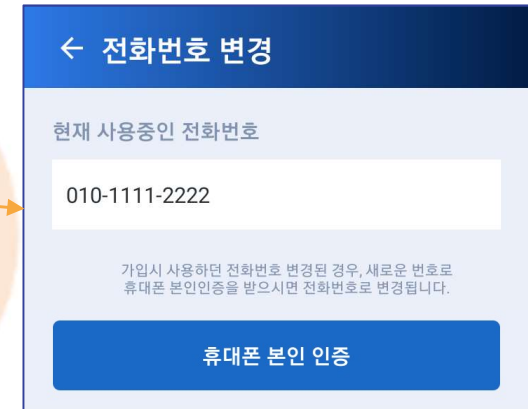 ← 전화번호 변경
현재 사용중인 전화번호
010-1111-2222
가입시 사용하던 전화번호 변경된 경우, 새로운 번호로
휴대폰 본인인증을 받으시면 전화번호로 변경됩니다.
휴대폰 본인 인증